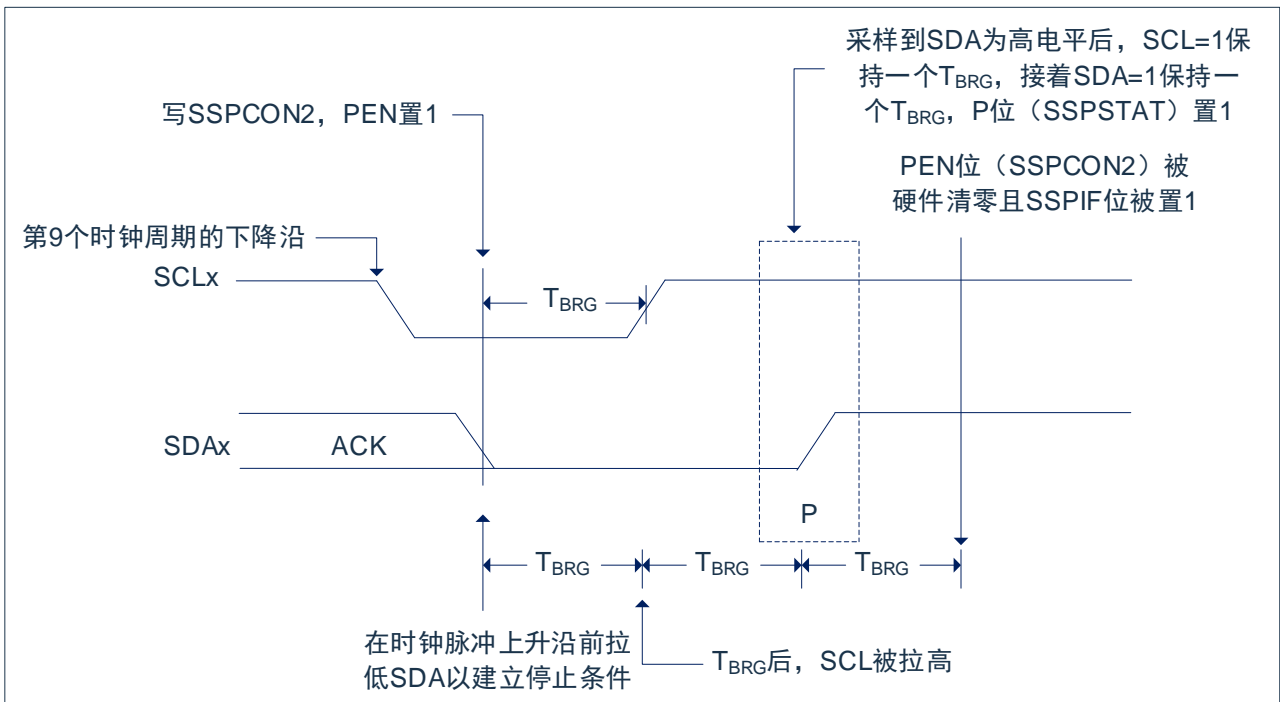 采样到SDA为高电平后，SCL=1保
持一个TBRG，接着SDA=1保持一
个TBRG，P位（SSPSTAT）置1
写SSPCON2，PEN置1
PEN位（SSPCON2）被
硬件清零且SSPIF位被置1
第9个时钟周期的下降沿
SCLx
TBRG
SDAx
ACK
P
TBRG
TBRG
TBRG
在时钟脉冲上升沿前拉
低SDA以建立停止条件
TBRG后，SCL被拉高